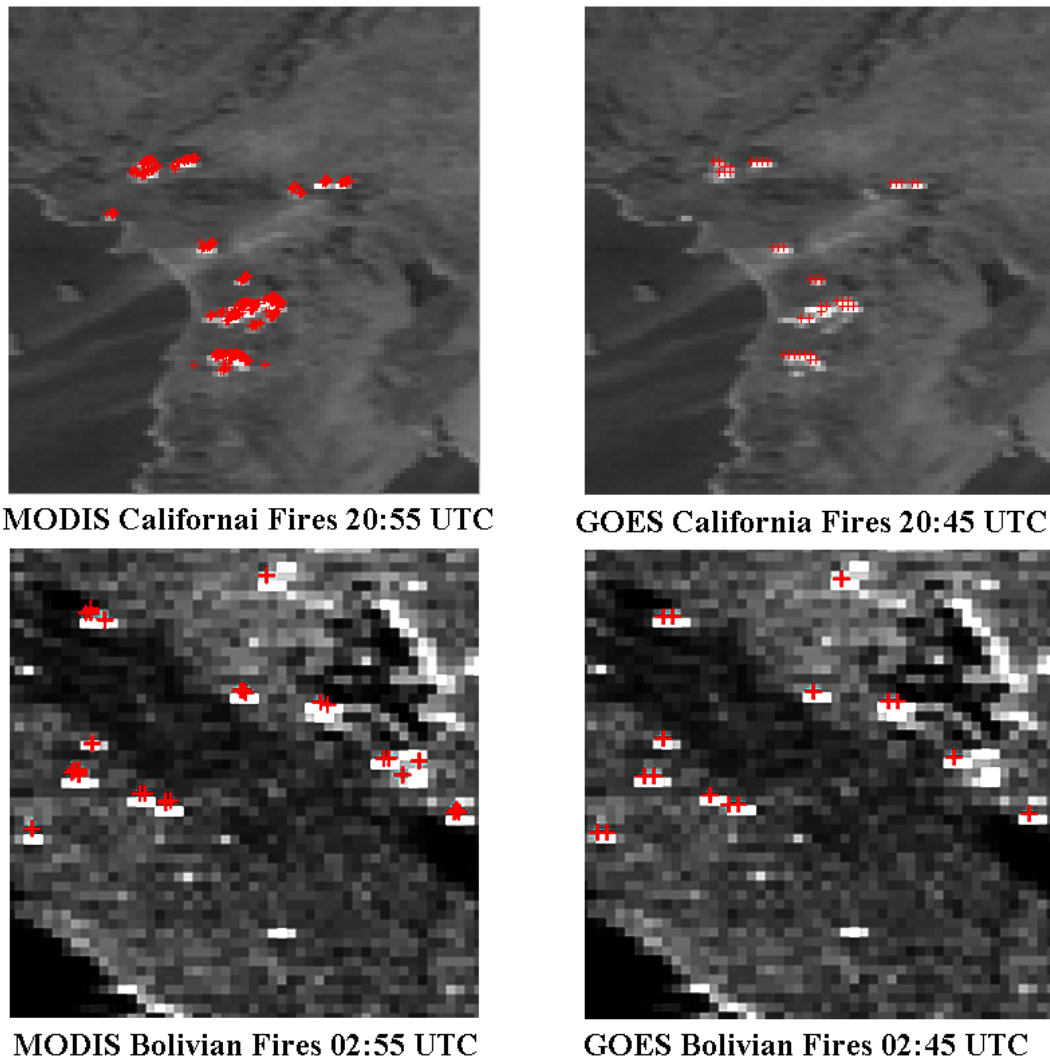 MODIS Californai Fires 20:55 UTC
GOES California Fires 20:45 UTC
MODIS Bolivian Fires 02:55 UTC
GOES Bolivian Fires 02:45 UTC